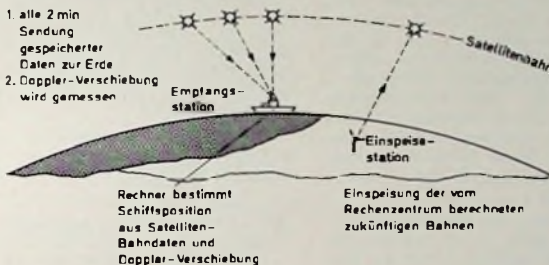 1. alle 2 min
Sendung
gespeicherter
Daten zur Erde
2. Doppler-Verschiebung
wird gemessen
Satellitenbahn
Empfangs-
station
Einspeise-
station
Rechner bestimmt
Schiffsposition
aus Satelliten-
Bahndaten und
Doppler-Verschiebung
Einspeisung der vom
Rechenzentrum berechneten
zukünftigen Bahnen